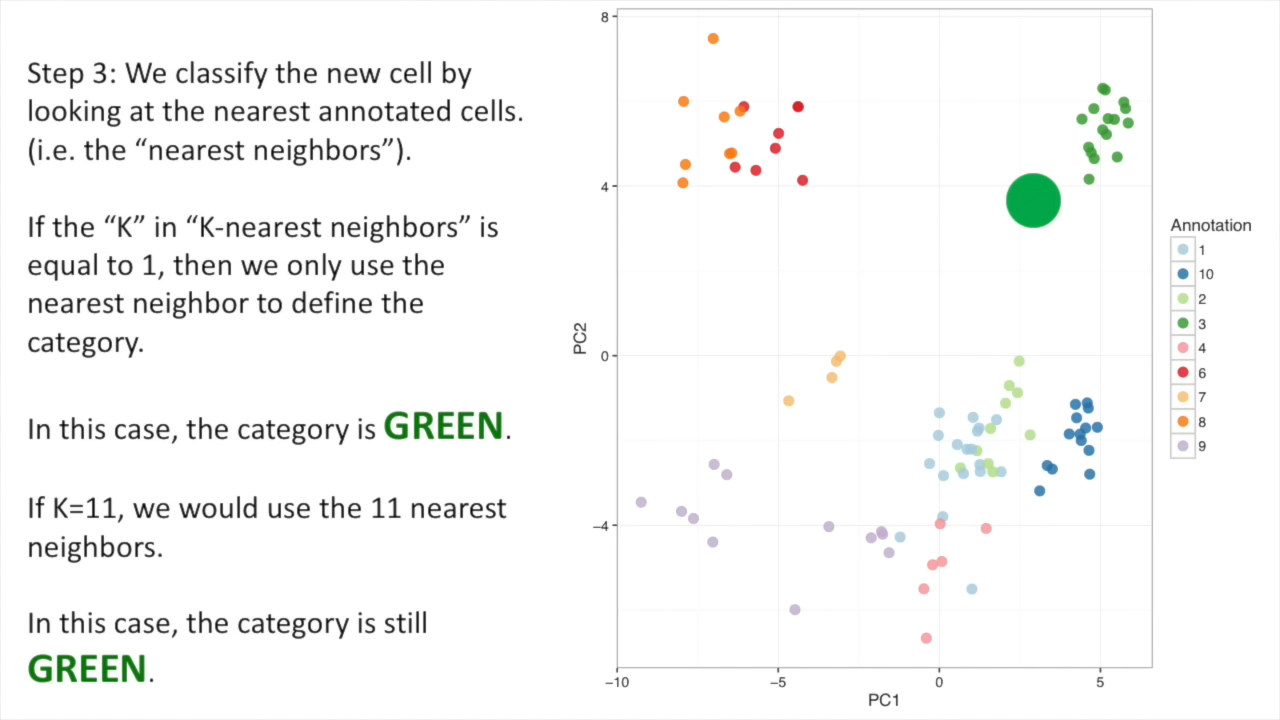 Step 3: We classify the new cell by
looking at the nearest annotated cells.
(i.e. the “nearest neighbors”).
If the “K” in “K-nearest neighbors” is
equal to 1, then we only use the
nearest neighbor to define the
category.
In this case, the category is GREEN.
If K=11, we would use the 11 nearest
neighbors.
In this case, the category is still
GREEN.
8
4
0
−4
PC2
−10
−5
0
5
PC1
Annotation
1
10
2
3
4
6
7
8
9